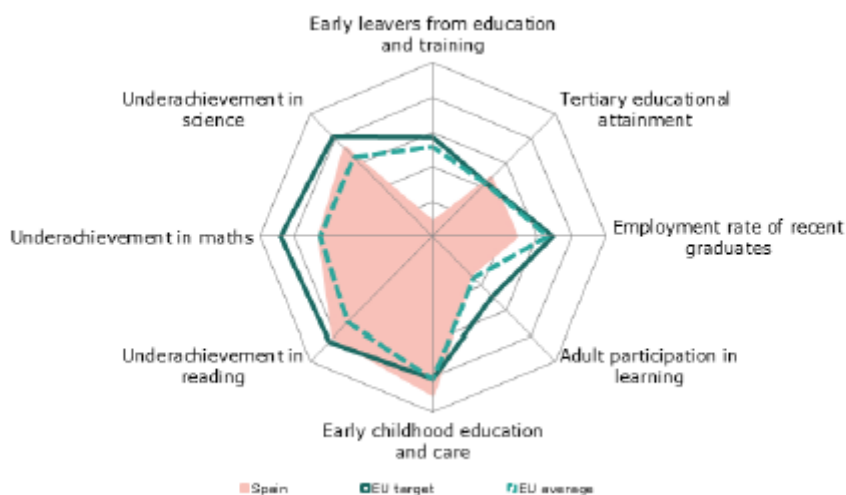 Early leavers from education
and training
Underachievement in
science
Tertiary educational
attainment
Underachievement in maths
Employment rate of recent
graduates
Underachievement in
reading
Adult participation in
learning
Early childhood education
and care
Spain
EU target
EU average